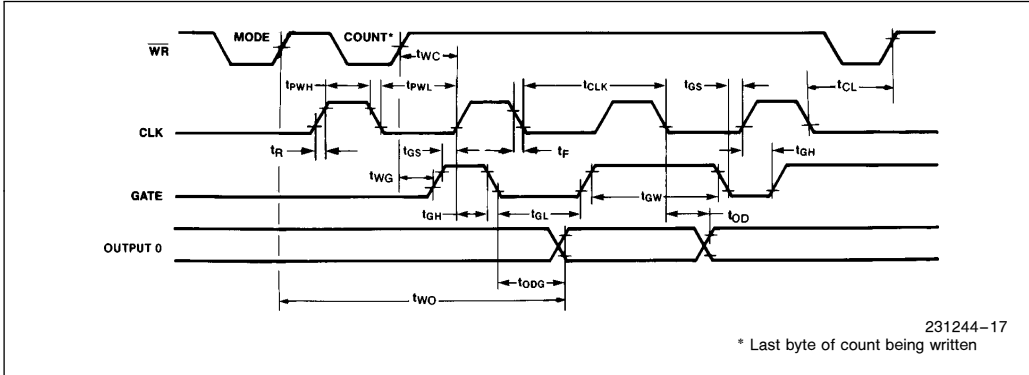 MODE COUNT*
WR
tWC
tPWH tPWL tCLK tGS tCL
CLK
tR tGS tF tGH
tWG
GATE
tGH tGL tGW tOD
OUTPUT 0
tODG
tWO
231244–17
* Last byte of count being written